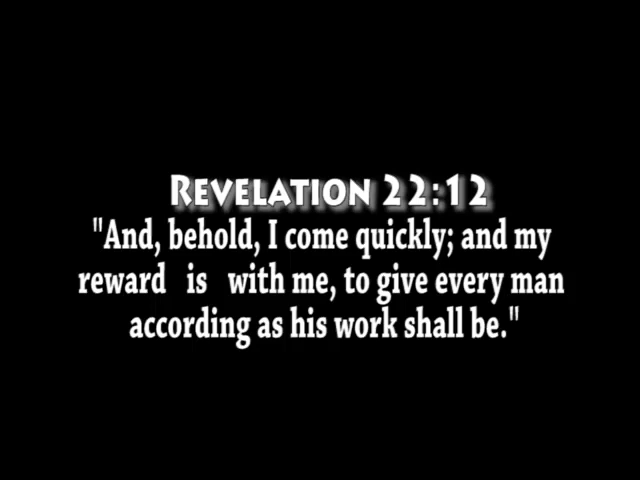 REVELATION 22:12
"And, behold, I come quickly; and my
reward is with me, to give every man
according as his work shall be."